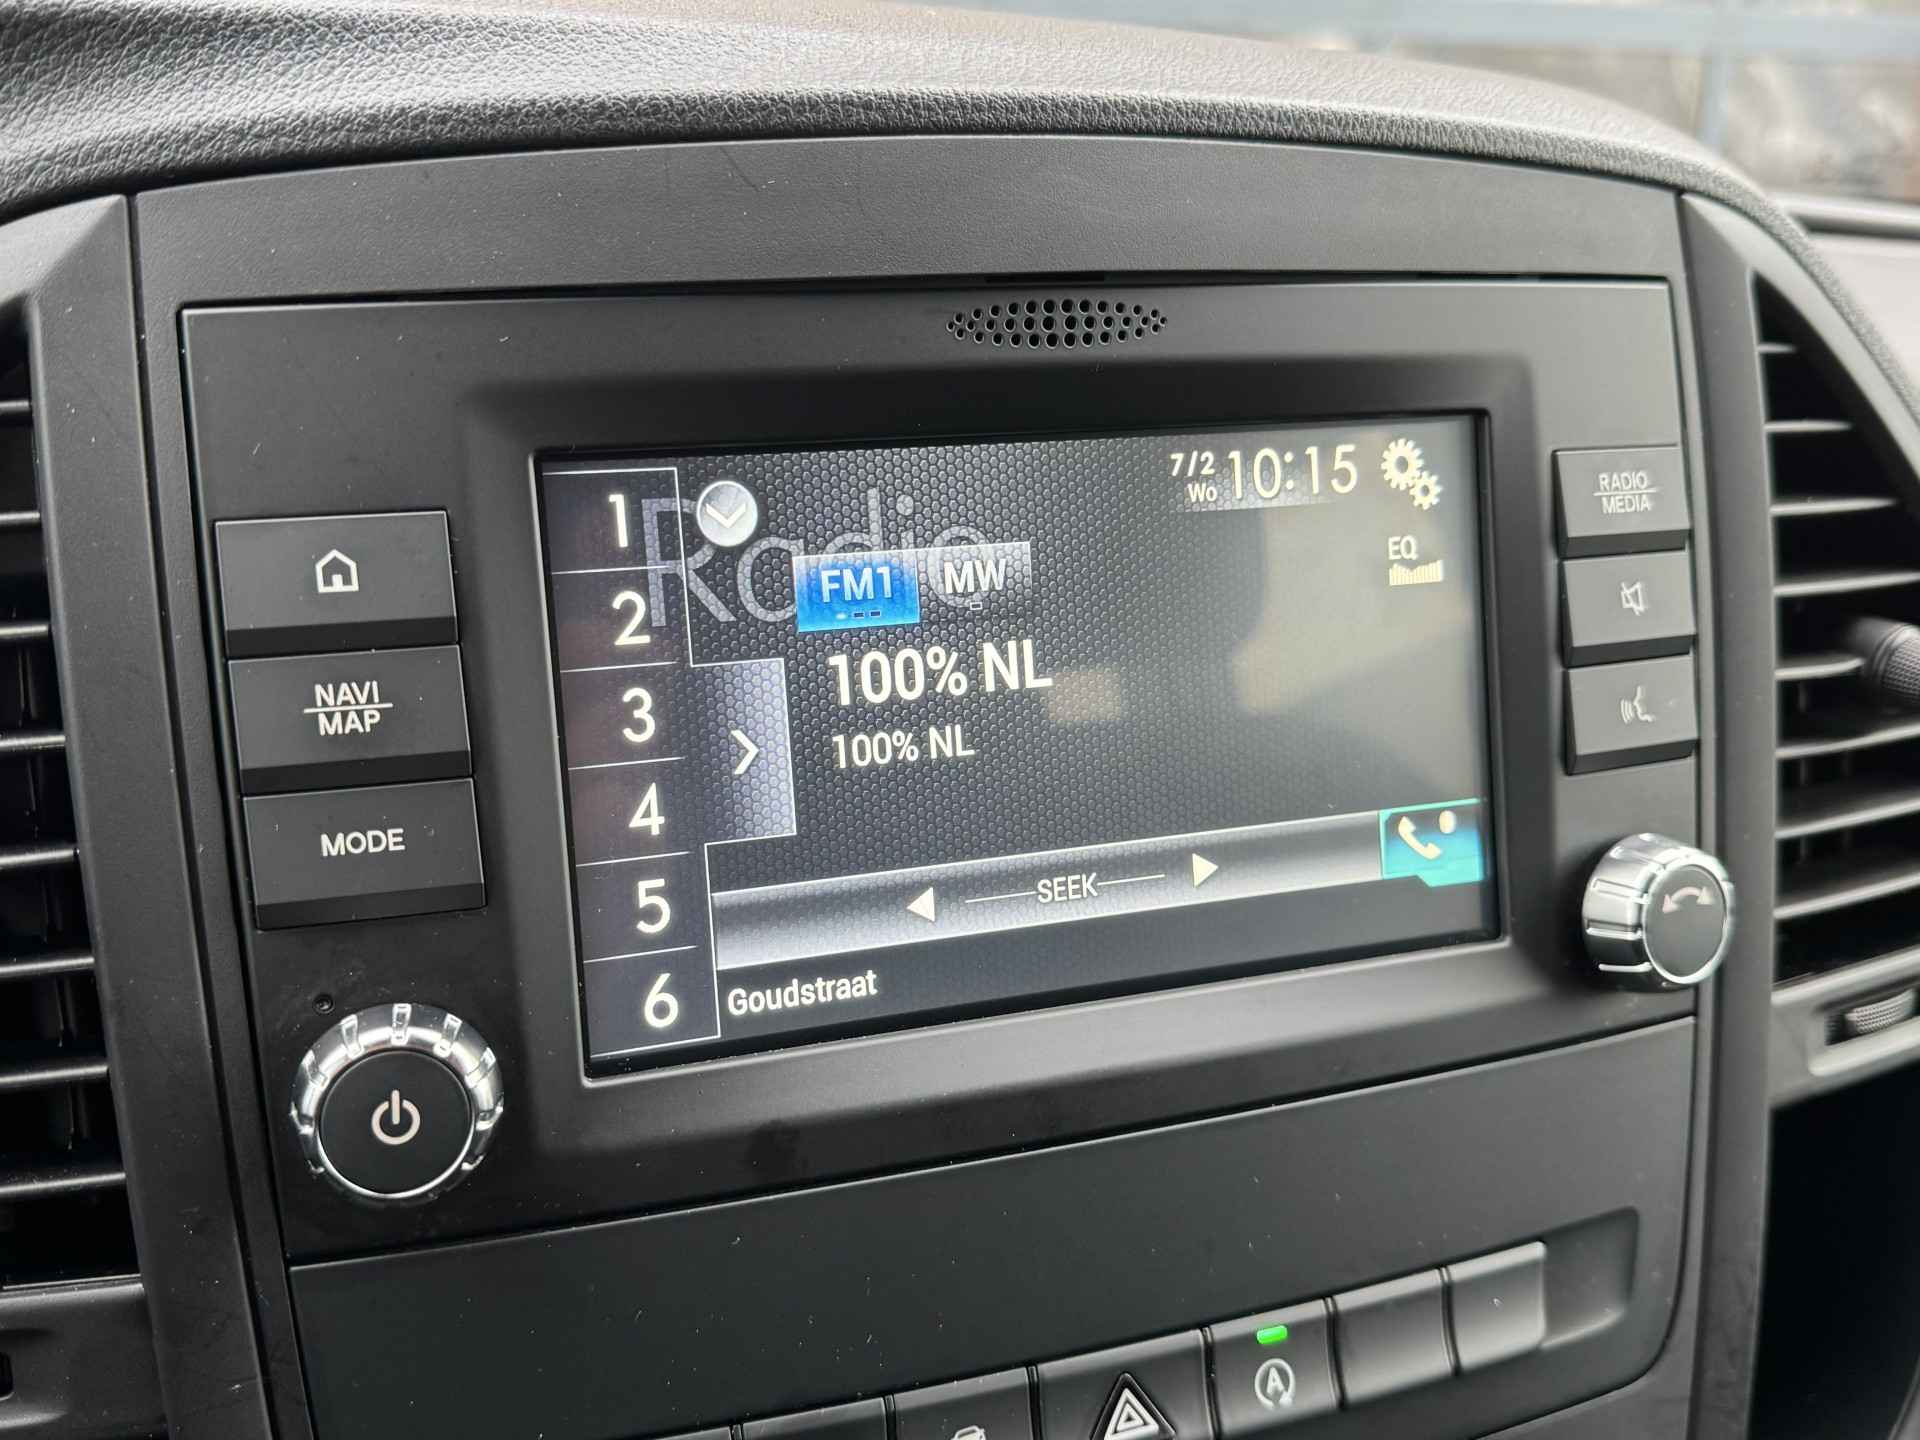 7/2
Wo
10:15
Radio
FM1
MW
EQ
100% NL
100% NL
SEEK
Goudstraat
1
2
3
4
5
6
NAVI
MAP
MODE
RADIO
MEDIA
A